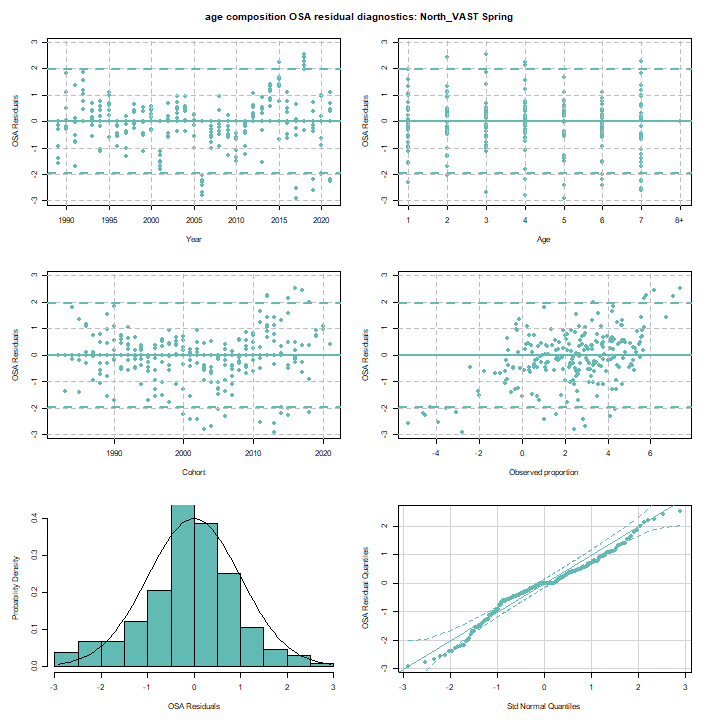 age composition OSA residual diagnostics: North_VAST Spring
3
2
1
0
-1
-2
-3
OSA Residuals
1990 1995 2000 2005 2010 2015 2020
Year
3
2
1
0
-1
-2
-3
OSA Residuals
1 2 3 4 5 6 7 8+
Age
3
2
1
0
-1
-2
-3
OSA Residuals
1990 2000 2010 2020
Cohort
3
2
1
0
-1
-2
-3
OSA Residuals
-4 -2 0 2 4 6
Observed proportion
0.4
0.3
0.2
0.1
0.0
Probability Density
-3 -2 -1 0 1 2 3
OSA Residuals
2
1
0
-1
-2
-3
OSA Residual Quantiles
-3 -2 -1 0 1 2 3
Std Normal Quantiles